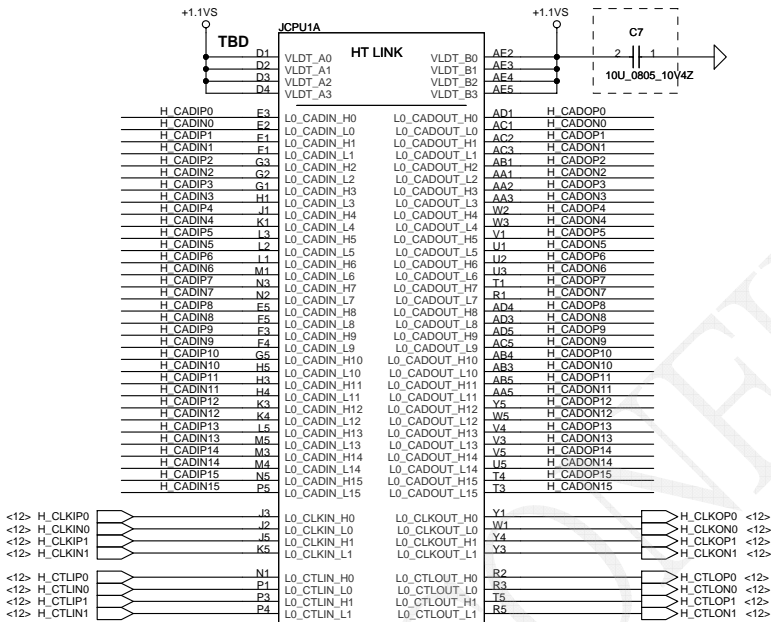 +1.1VS +1.1VS
JCPU1A
TBD HT LINK C7
D1 VLDT_A0 VLDT_B0 AE2 2 1
D2 VLDT_A1 VLDT_B1 AE3
D3 VLDT_A2 VLDT_B2 AE4 10U_0805_10V4Z
D4 VLDT_A3 VLDT_B3 AE5
H_CADIP0 E3 L0_CADIN_H0 L0_CADOUT_H0 AD1 H_CADOP0
H_CADIN0 E2 L0_CADIN_L0 L0_CADOUT_L0 AC1 H_CADON0
H_CADIP1 E1 L0_CADIN_H1 L0_CADOUT_H1 AC2 H_CADOP1
H_CADIN1 F1 L0_CADIN_L1 L0_CADOUT_L1 AC3 H_CADON1
H_CADIP2 G3 L0_CADIN_H2 L0_CADOUT_H2 AB1 H_CADOP2
H_CADIN2 G2 L0_CADIN_L2 L0_CADOUT_L2 AA1 H_CADON2
H_CADIP3 G1 L0_CADIN_H3 L0_CADOUT_H3 AA2 H_CADOP3
H_CADIN3 H1 L0_CADIN_L3 L0_CADOUT_L3 AA3 H_CADON3
H_CADIP4 J1 L0_CADIN_H4 L0_CADOUT_H4 W2 H_CADOP4
H_CADIN4 K1 L0_CADIN_L4 L0_CADOUT_L4 W3 H_CADON4
H_CADIP5 L3 L0_CADIN_H5 L0_CADOUT_H5 V1 H_CADOP5
H_CADIN5 L2 L0_CADIN_L5 L0_CADOUT_L5 U1 H_CADON5
H_CADIP6 L1 L0_CADIN_H6 L0_CADOUT_H6 U2 H_CADOP6
H_CADIN6 M1 L0_CADIN_L6 L0_CADOUT_L6 U3 H_CADON6
H_CADIP7 N3 L0_CADIN_H7 L0_CADOUT_H7 T1 H_CADOP7
H_CADIN7 N2 L0_CADIN_L7 L0_CADOUT_L7 R1 H_CADON7
H_CADIP8 E5 L0_CADIN_H8 L0_CADOUT_H8 AD4 H_CADOP8
H_CADIN8 F5 L0_CADIN_L8 L0_CADOUT_L8 AD3 H_CADON8
H_CADIP9 F3 L0_CADIN_H9 L0_CADOUT_H9 AD5 H_CADOP9
H_CADIN9 F4 L0_CADIN_L9 L0_CADOUT_L9 AC5 H_CADON9
H_CADIP10 G5 L0_CADIN_H10 L0_CADOUT_H10 AB4 H_CADOP10
H_CADIN10 H5 L0_CADIN_L10 L0_CADOUT_L10 AB3 H_CADON10
H_CADIP11 H3 L0_CADIN_H11 L0_CADOUT_H11 AB5 H_CADOP11
H_CADIN11 H4 L0_CADIN_L11 L0_CADOUT_L11 AA5 H_CADON11
H_CADIP12 K3 L0_CADIN_H12 L0_CADOUT_H12 Y5 H_CADOP12
H_CADIN12 K4 L0_CADIN_L12 L0_CADOUT_L12 W5 H_CADON12
H_CADIP13 L5 L0_CADIN_H13 L0_CADOUT_H13 V4 H_CADOP13
H_CADIN13 M5 L0_CADIN_L13 L0_CADOUT_L13 V3 H_CADON13
H_CADIP14 M3 L0_CADIN_H14 L0_CADOUT_H14 V5 H_CADOP14
H_CADIN14 M4 L0_CADIN_L14 L0_CADOUT_L14 U5 H_CADON14
H_CADIP15 N5 L0_CADIN_H15 L0_CADOUT_H15 T4 H_CADOP15
H_CADIN15 P5 L0_CADIN_L15 L0_CADOUT_L15 T3 H_CADON15
<12> H_CLKIP0 J3 L0_CLKIN_H0 L0_CLKOUT_H0 Y1 H_CLKOP0 <12>
<12> H_CLKIN0 J2 L0_CLKIN_L0 L0_CLKOUT_L0 W1 H_CLKON0 <12>
<12> H_CLKIP1 J5 L0_CLKIN_H1 L0_CLKOUT_H1 Y4 H_CLKOP1 <12>
<12> H_CLKIN1 K5 L0_CLKIN_L1 L0_CLKOUT_L1 Y3 H_CLKON1 <12>
<12> H_CTLIP0 N1 L0_CTLIN_H0 L0_CTLOUT_H0 R2 H_CTLOP0 <12>
<12> H_CTLIN0 P1 L0_CTLIN_L0 L0_CTLOUT_L0 R3 H_CTLON0 <12>
<12> H_CTLIP1 P3 L0_CTLIN_H1 L0_CTLOUT_H1 T5 H_CTLOP1 <12>
<12> H_CTLIN1 P4 L0_CTLIN_L1 L0_CTLOUT_L1 R5 H_CTLON1 <12>